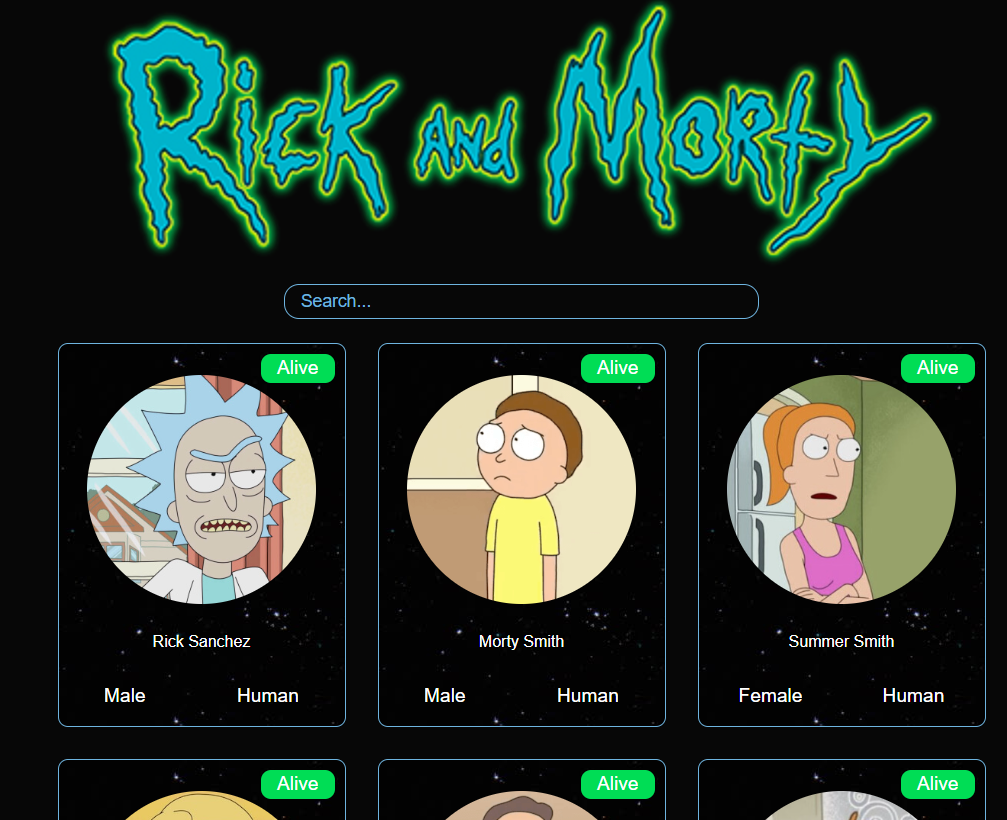 Rick and Morty
Search...
Alive
Alive
Alive
Rick Sanchez
Morty Smith
Summer Smith
Male
Human
Male
Human
Female
Human
Alive
Alive
Alive